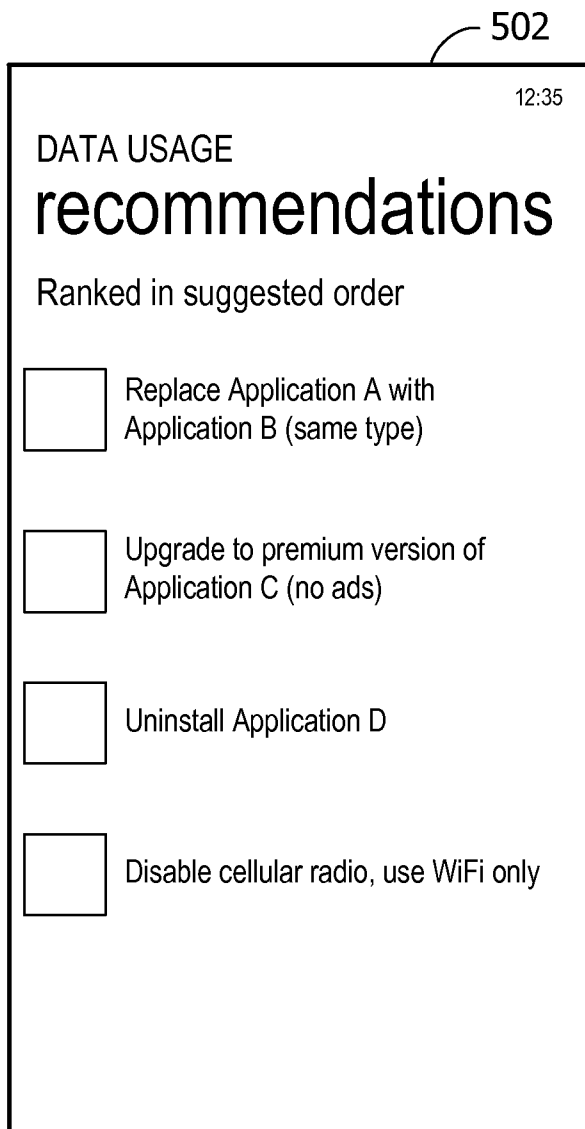 502
12:35
DATA USAGE
recommendations
Ranked in suggested order
Replace Application A with
Application B (same type)
Upgrade to premium version of
Application C (no ads)
Uninstall Application D
Disable cellular radio, use WiFi only